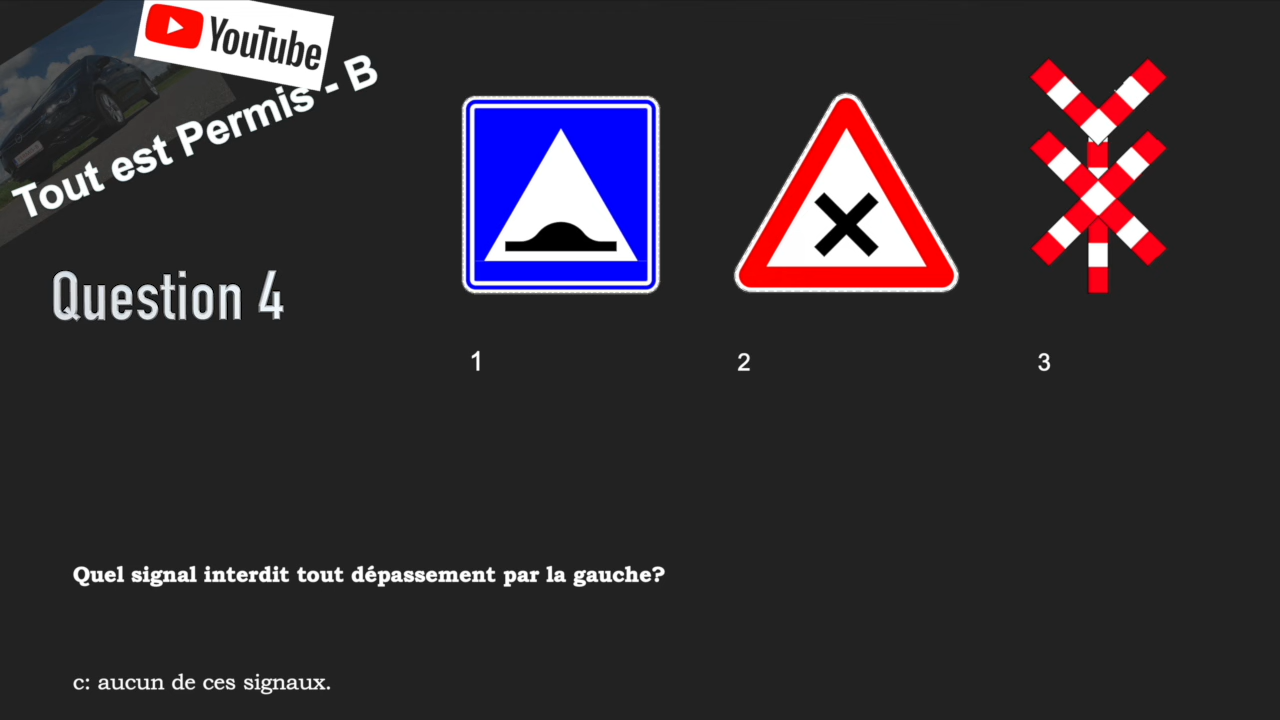 YouTube
Tout est Permis - B
Question 4
1
2
3
Quel signal interdit tout dépassement par la gauche?
c: aucun de ces signaux.